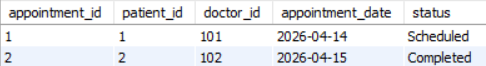 appointment_id patient_id doctor_id appointment_date status
1 1 101 2026-04-14 Scheduled
2 2 102 2026-04-15 Completed